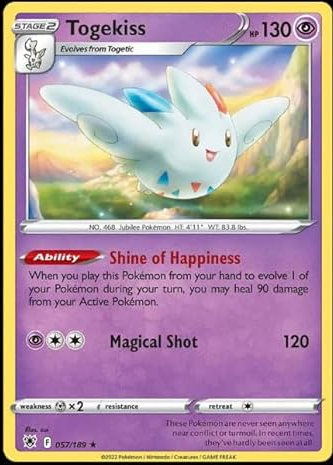 STAGE 2
Togekiss
HP 130
Evolves from Togetic
NO. 468 Jubilee Pokémon HT: 4'11" WT: 83.8 lbs.
Ability Shine of Happiness
When you play this Pokémon from your hand to evolve 1 of
your Pokémon during your turn, you may heal 90 damage
from your Active Pokémon.
Magical Shot 120
weakness ×2 resistance retreat
F 057/189 ★
These Pokémon are never seen anywhere
near conflict or turmoil. In recent times,
they've hardly been seen at all.
©2022 Pokémon / Nintendo / Creatures / GAME FREAK